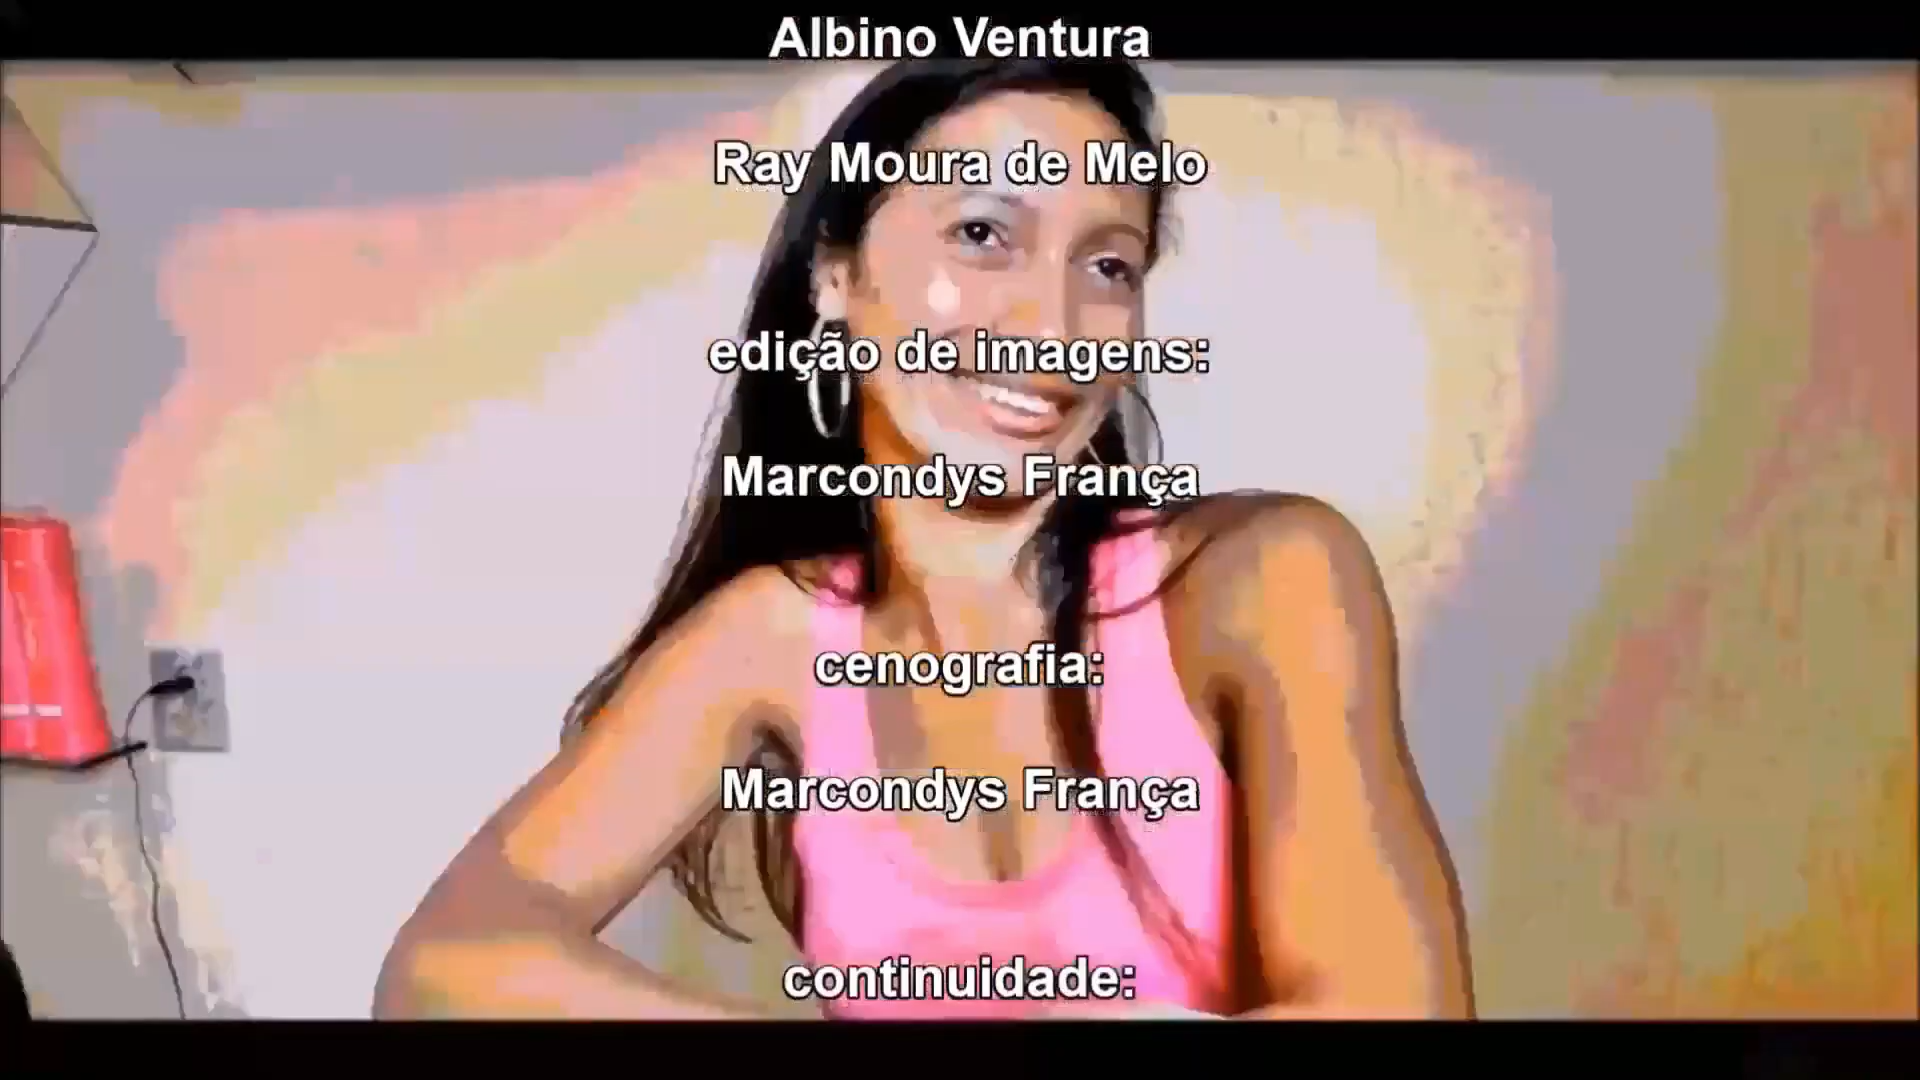 Albino Ventura
Ray Moura de Melo
edição de imagens:
Marcondys França
cenografia:
Marcondys França
continuidade: